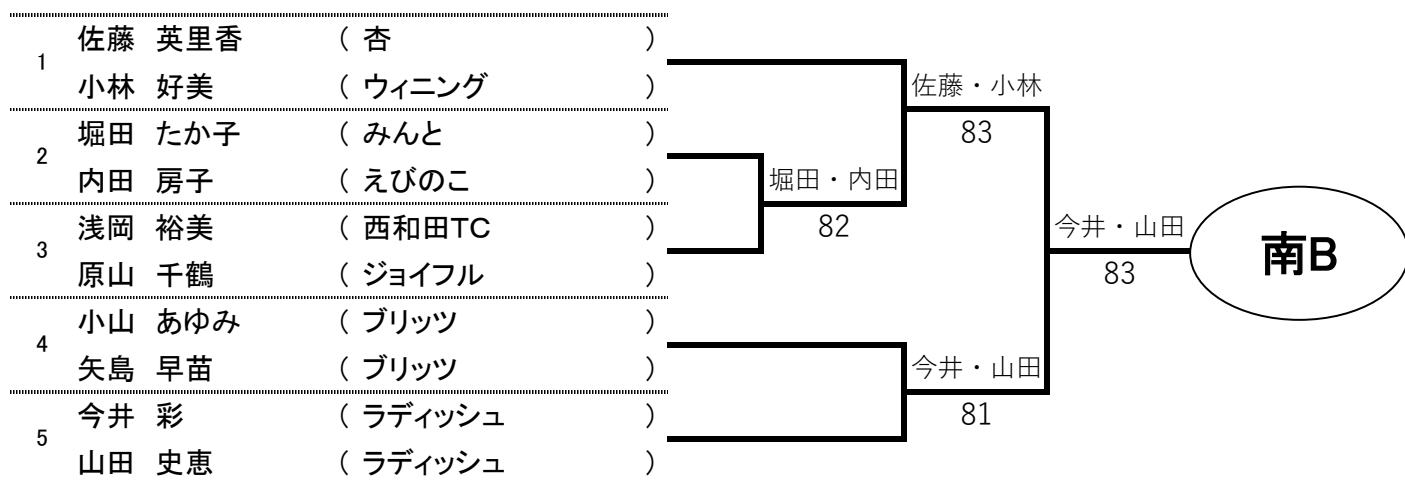 1
佐藤 英里香 ( 杏 )
小林 好美 ( ウィニング )
2
堀田 たか子 ( みんと )
内田 房子 ( えびのこ )
3
浅岡 裕美 ( 西和田TC )
原山 千鶴 ( ジョイフル )
4
小山 あゆみ ( ブリッツ )
矢島 早苗 ( ブリッツ )
5
今井 彩 ( ラディッシュ )
山田 史恵 ( ラディッシュ )
堀田・内田
82
佐藤・小林
83
今井・山田
81
今井・山田
83
南B